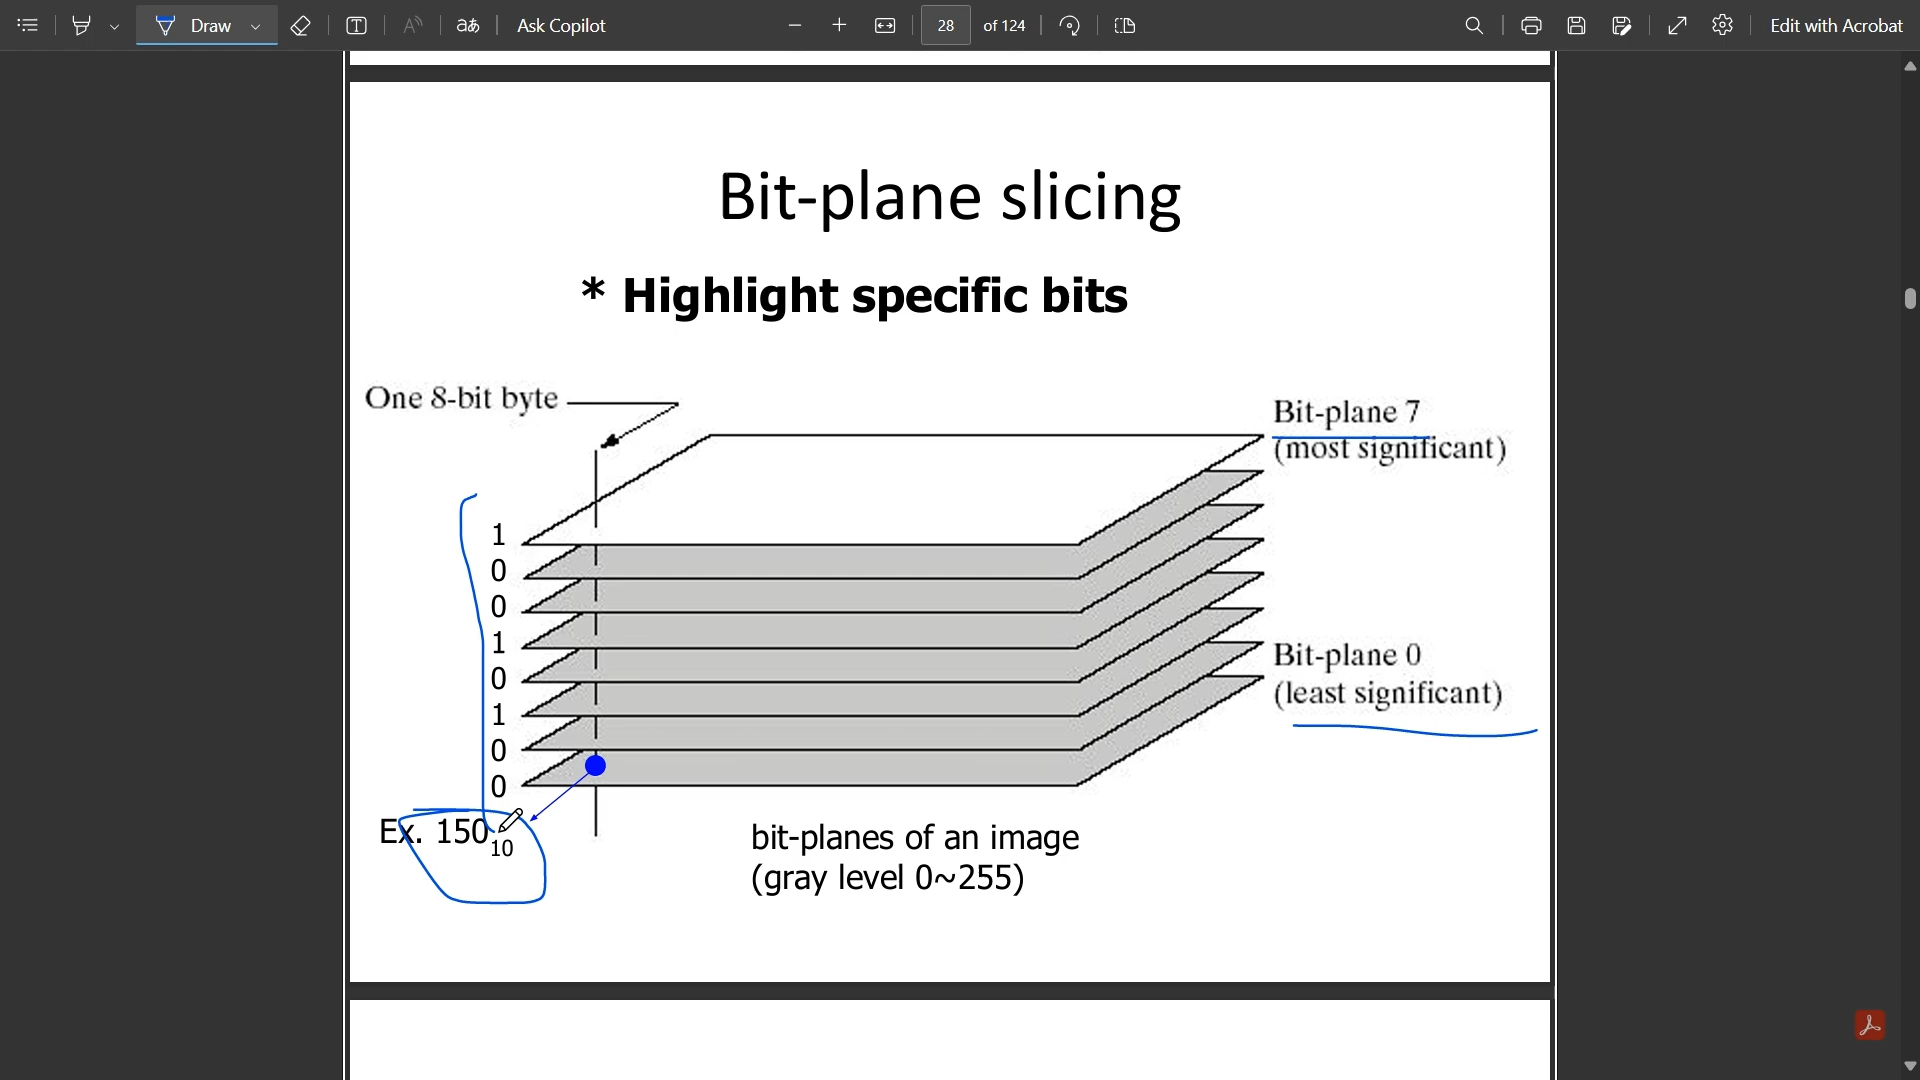 Draw
aあ
Ask Copilot
28 of 124
Edit with Acrobat
Bit-plane slicing
* Highlight specific bits
One 8-bit byte
Bit-plane 7
(most significant)
1
0
0
1
0
1
0
0
Bit-plane 0
(least significant)
Ex. 150 10
bit-planes of an image
(gray level 0~255)